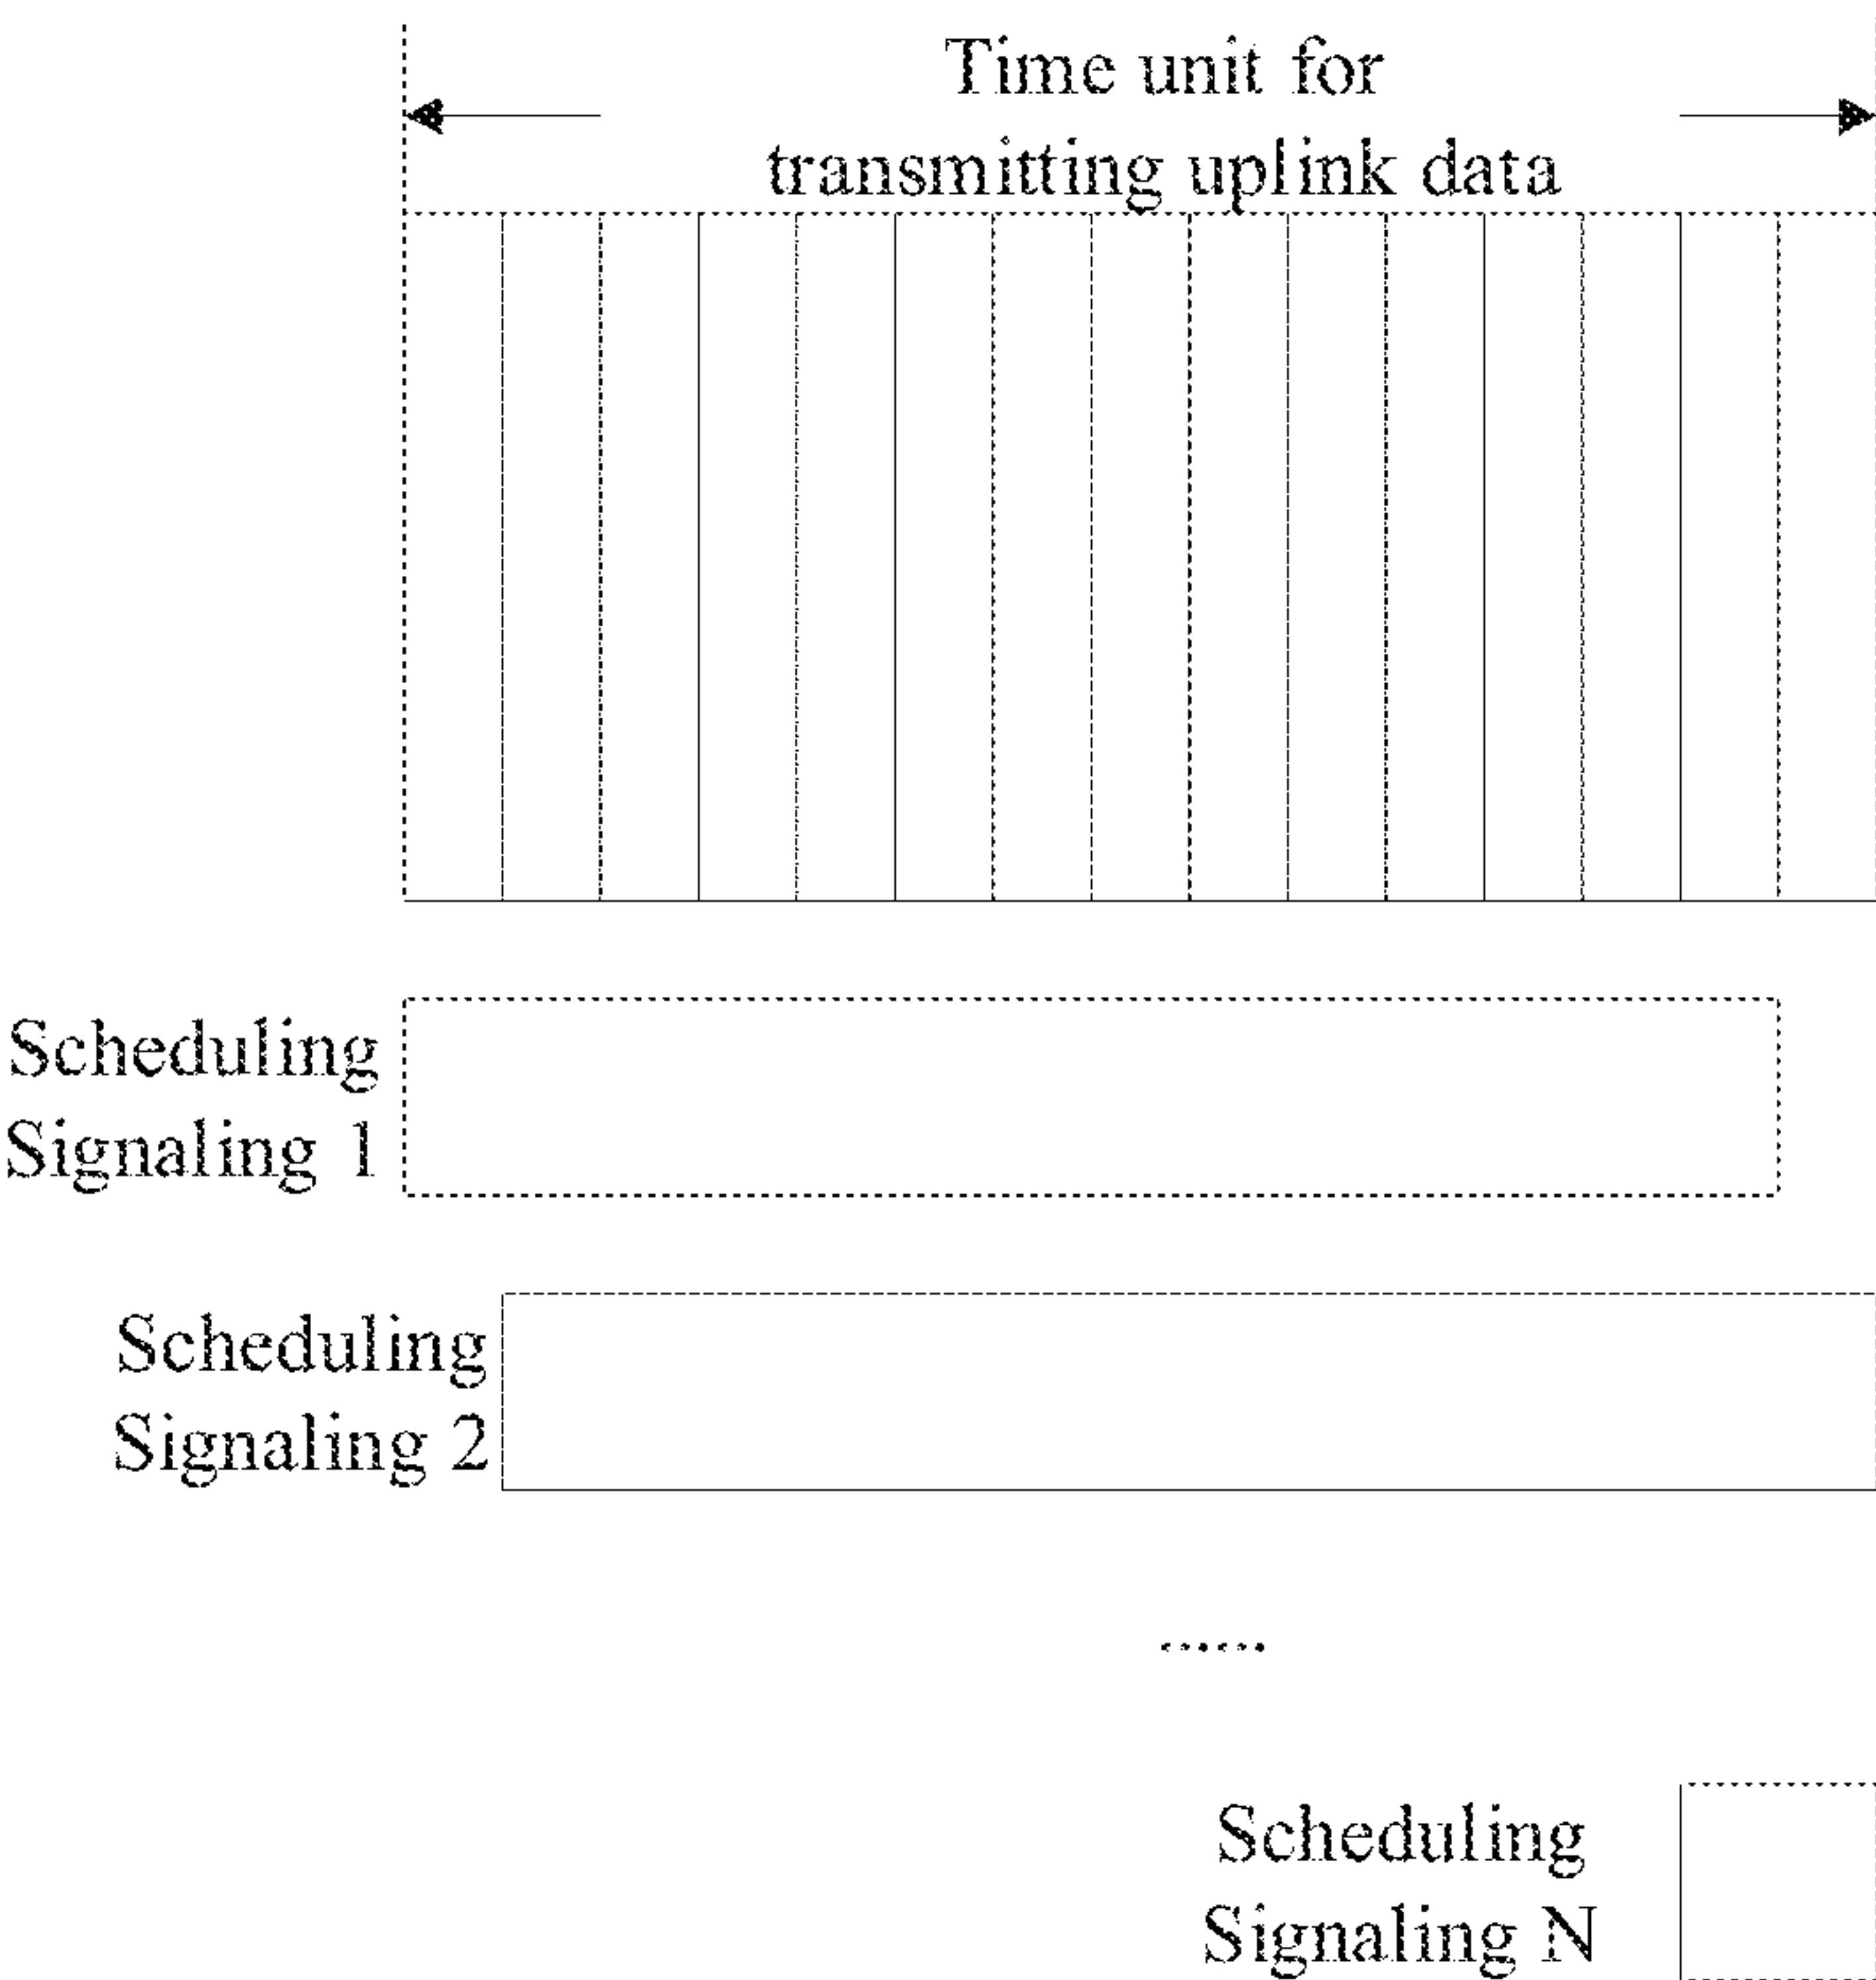 Time unit for
transmitting uplink data
Scheduling
Signaling 1
Scheduling
Signaling 2
......
Scheduling
Signaling N